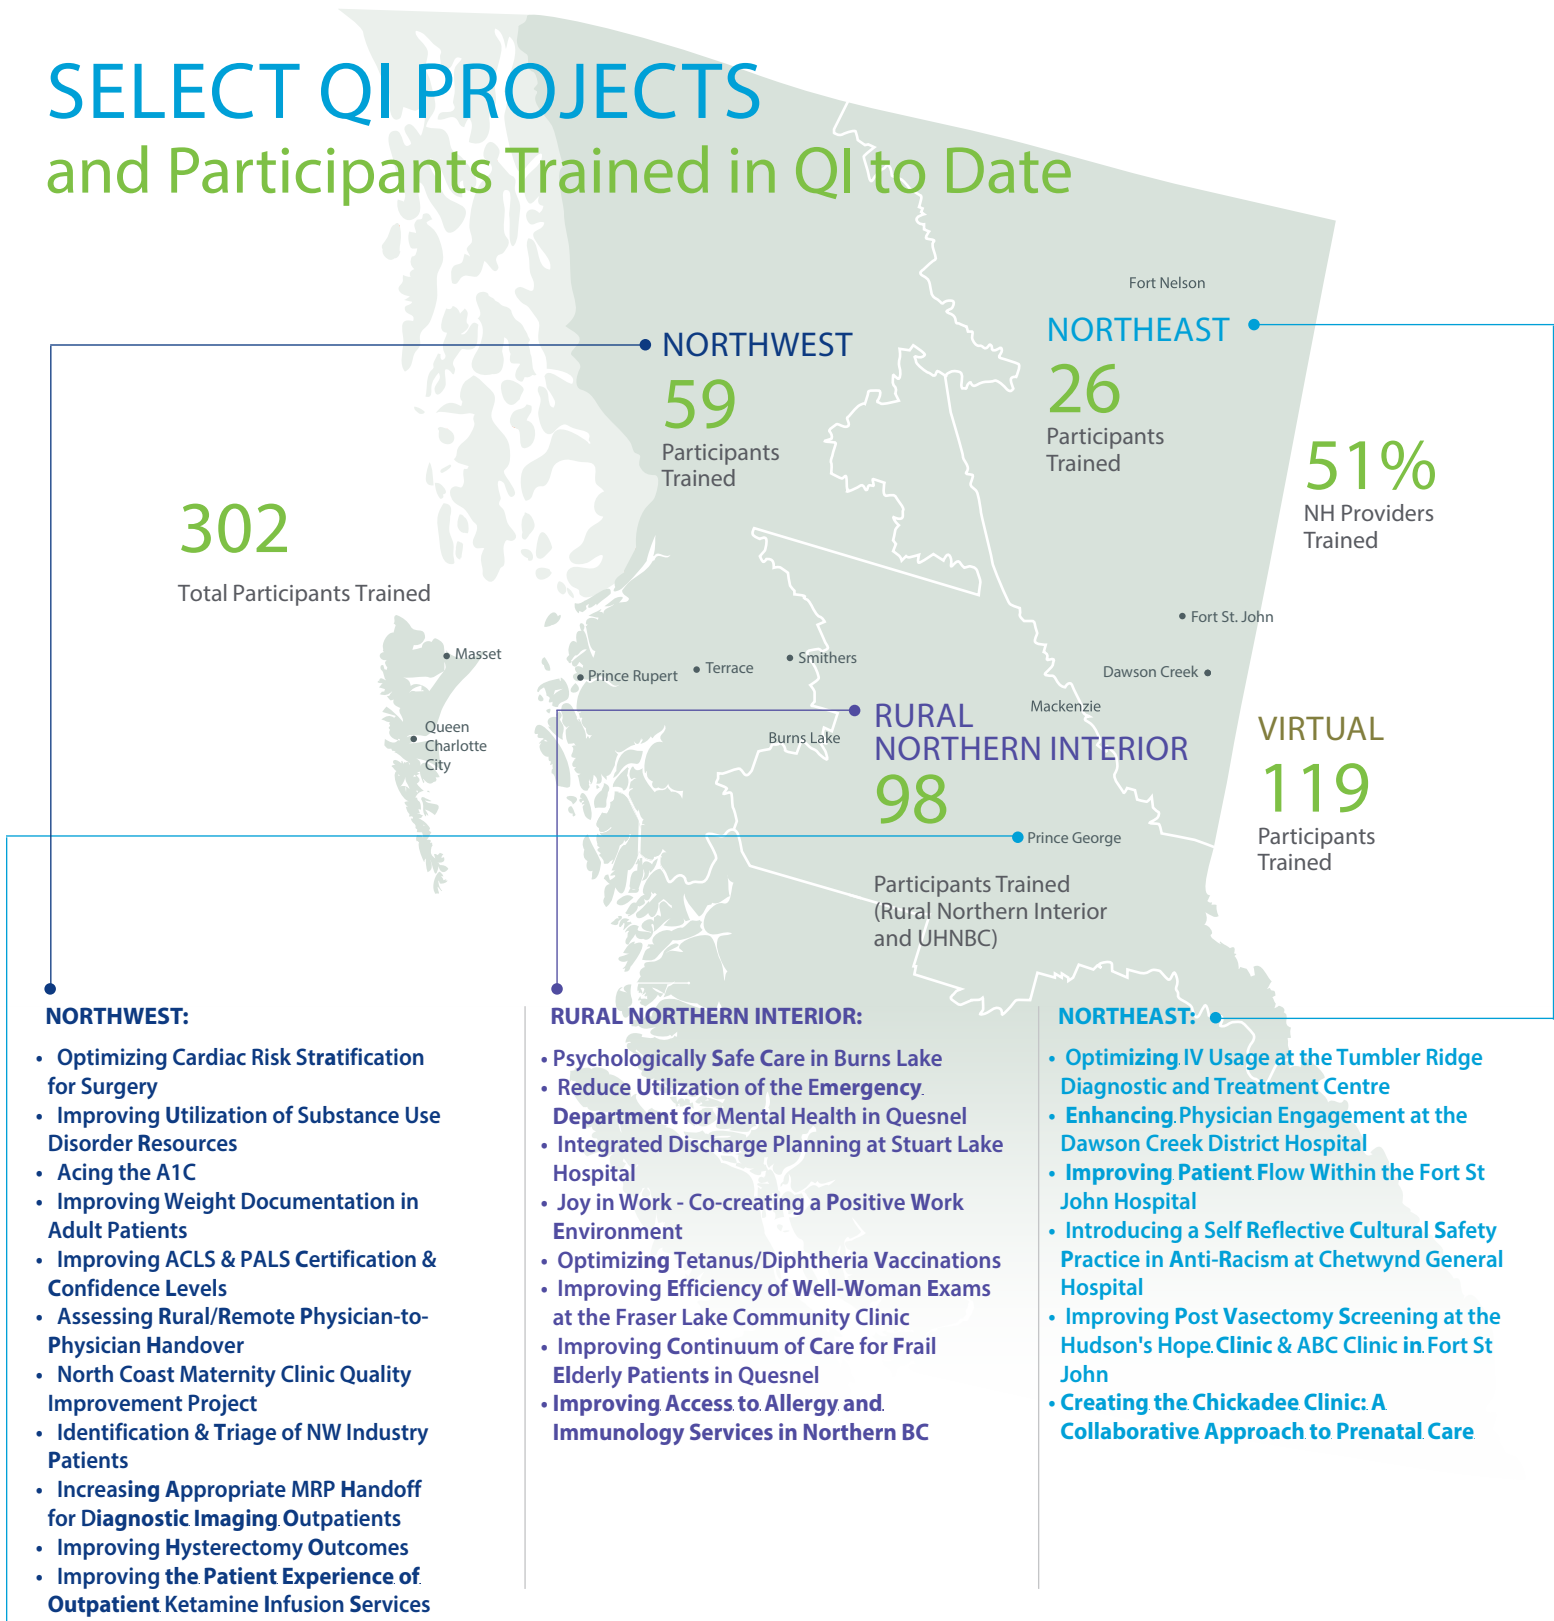 SELECT QI PROJECTS
and Participants Trained in QI to Date
Fort Nelson
NORTHWEST
59
Participants
Trained
NORTHEAST
26
Participants
Trained
51%
NH Providers
Trained
302
Total Participants Trained
Fort St. John
Masset
Prince Rupert
Terrace
Smithers
Dawson Creek
Mackenzie
Queen
Charlotte
City
Burns Lake
RURAL
NORTHERN INTERIOR
98
Prince George
Participants Trained
(Rural Northern Interior
and UHNBC)
VIRTUAL
119
Participants
Trained
NORTHWEST:
• Optimizing Cardiac Risk Stratification
for Surgery
• Improving Utilization of Substance Use
Disorder Resources
• Acing the A1C
• Improving Weight Documentation in
Adult Patients
• Improving ACLS & PALS Certification &
Confidence Levels
• Assessing Rural/Remote Physician-to-
Physician Handover
• North Coast Maternity Clinic Quality
Improvement Project
• Identification & Triage of NW Industry
Patients
• Increasing Appropriate MRP Handoff
for Diagnostic Imaging Outpatients
• Improving Hysterectomy Outcomes
• Improving the Patient Experience of
Outpatient Ketamine Infusion Services
RURAL NORTHERN INTERIOR:
• Psychologically Safe Care in Burns Lake
• Reduce Utilization of the Emergency
Department for Mental Health in Quesnel
• Integrated Discharge Planning at Stuart Lake
Hospital
• Joy in Work - Co-creating a Positive Work
Environment
• Optimizing Tetanus/Diphtheria Vaccinations
• Improving Efficiency of Well-Woman Exams
at the Fraser Lake Community Clinic
• Improving Continuum of Care for Frail
Elderly Patients in Quesnel
• Improving Access to Allergy and
Immunology Services in Northern BC
NORTHEAST:
• Optimizing IV Usage at the Tumbler Ridge
Diagnostic and Treatment Centre
• Enhancing Physician Engagement at the
Dawson Creek District Hospital
• Improving Patient Flow Within the Fort St
John Hospital
• Introducing a Self Reflective Cultural Safety
Practice in Anti-Racism at Chetwynd General
Hospital
• Improving Post Vasectomy Screening at the
Hudson's Hope Clinic & ABC Clinic in Fort St
John
• Creating the Chickadee Clinic: A
Collaborative Approach to Prenatal Care